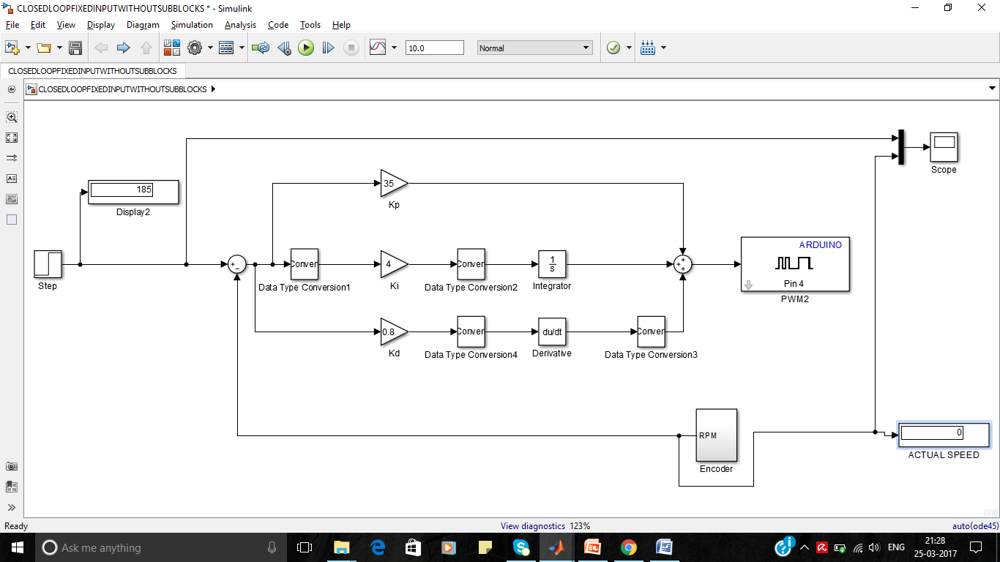 CLOSEDLOOPFIXEDINPUTWITHOUTSUBBLOCKS * - Simulink
File Edit View Display Diagram Simulation Analysis Code Tools Help
10.0 Normal
CLOSEDLOOPFIXEDINPUTWITHOUTSUBBLOCKS
CLOSEDLOOPFIXEDINPUTWITHOUTSUBBLOCKS
Scope
185
Display2
35
Kp
Step
+
-
Conver
Data Type Conversion1
4
Ki
Conver
Data Type Conversion2
1
s
Integrator
+
+ +
ARDUINO
Pin 4
PWM2
0.8
Kd
Conver
Data Type Conversion4
du/dt
Derivative
Conver
Data Type Conversion3
RPM
Encoder
0
ACTUAL SPEED
Ready View diagnostics 123% auto(ode45)
Ask me anything
ENG
21:28
25-03-2017